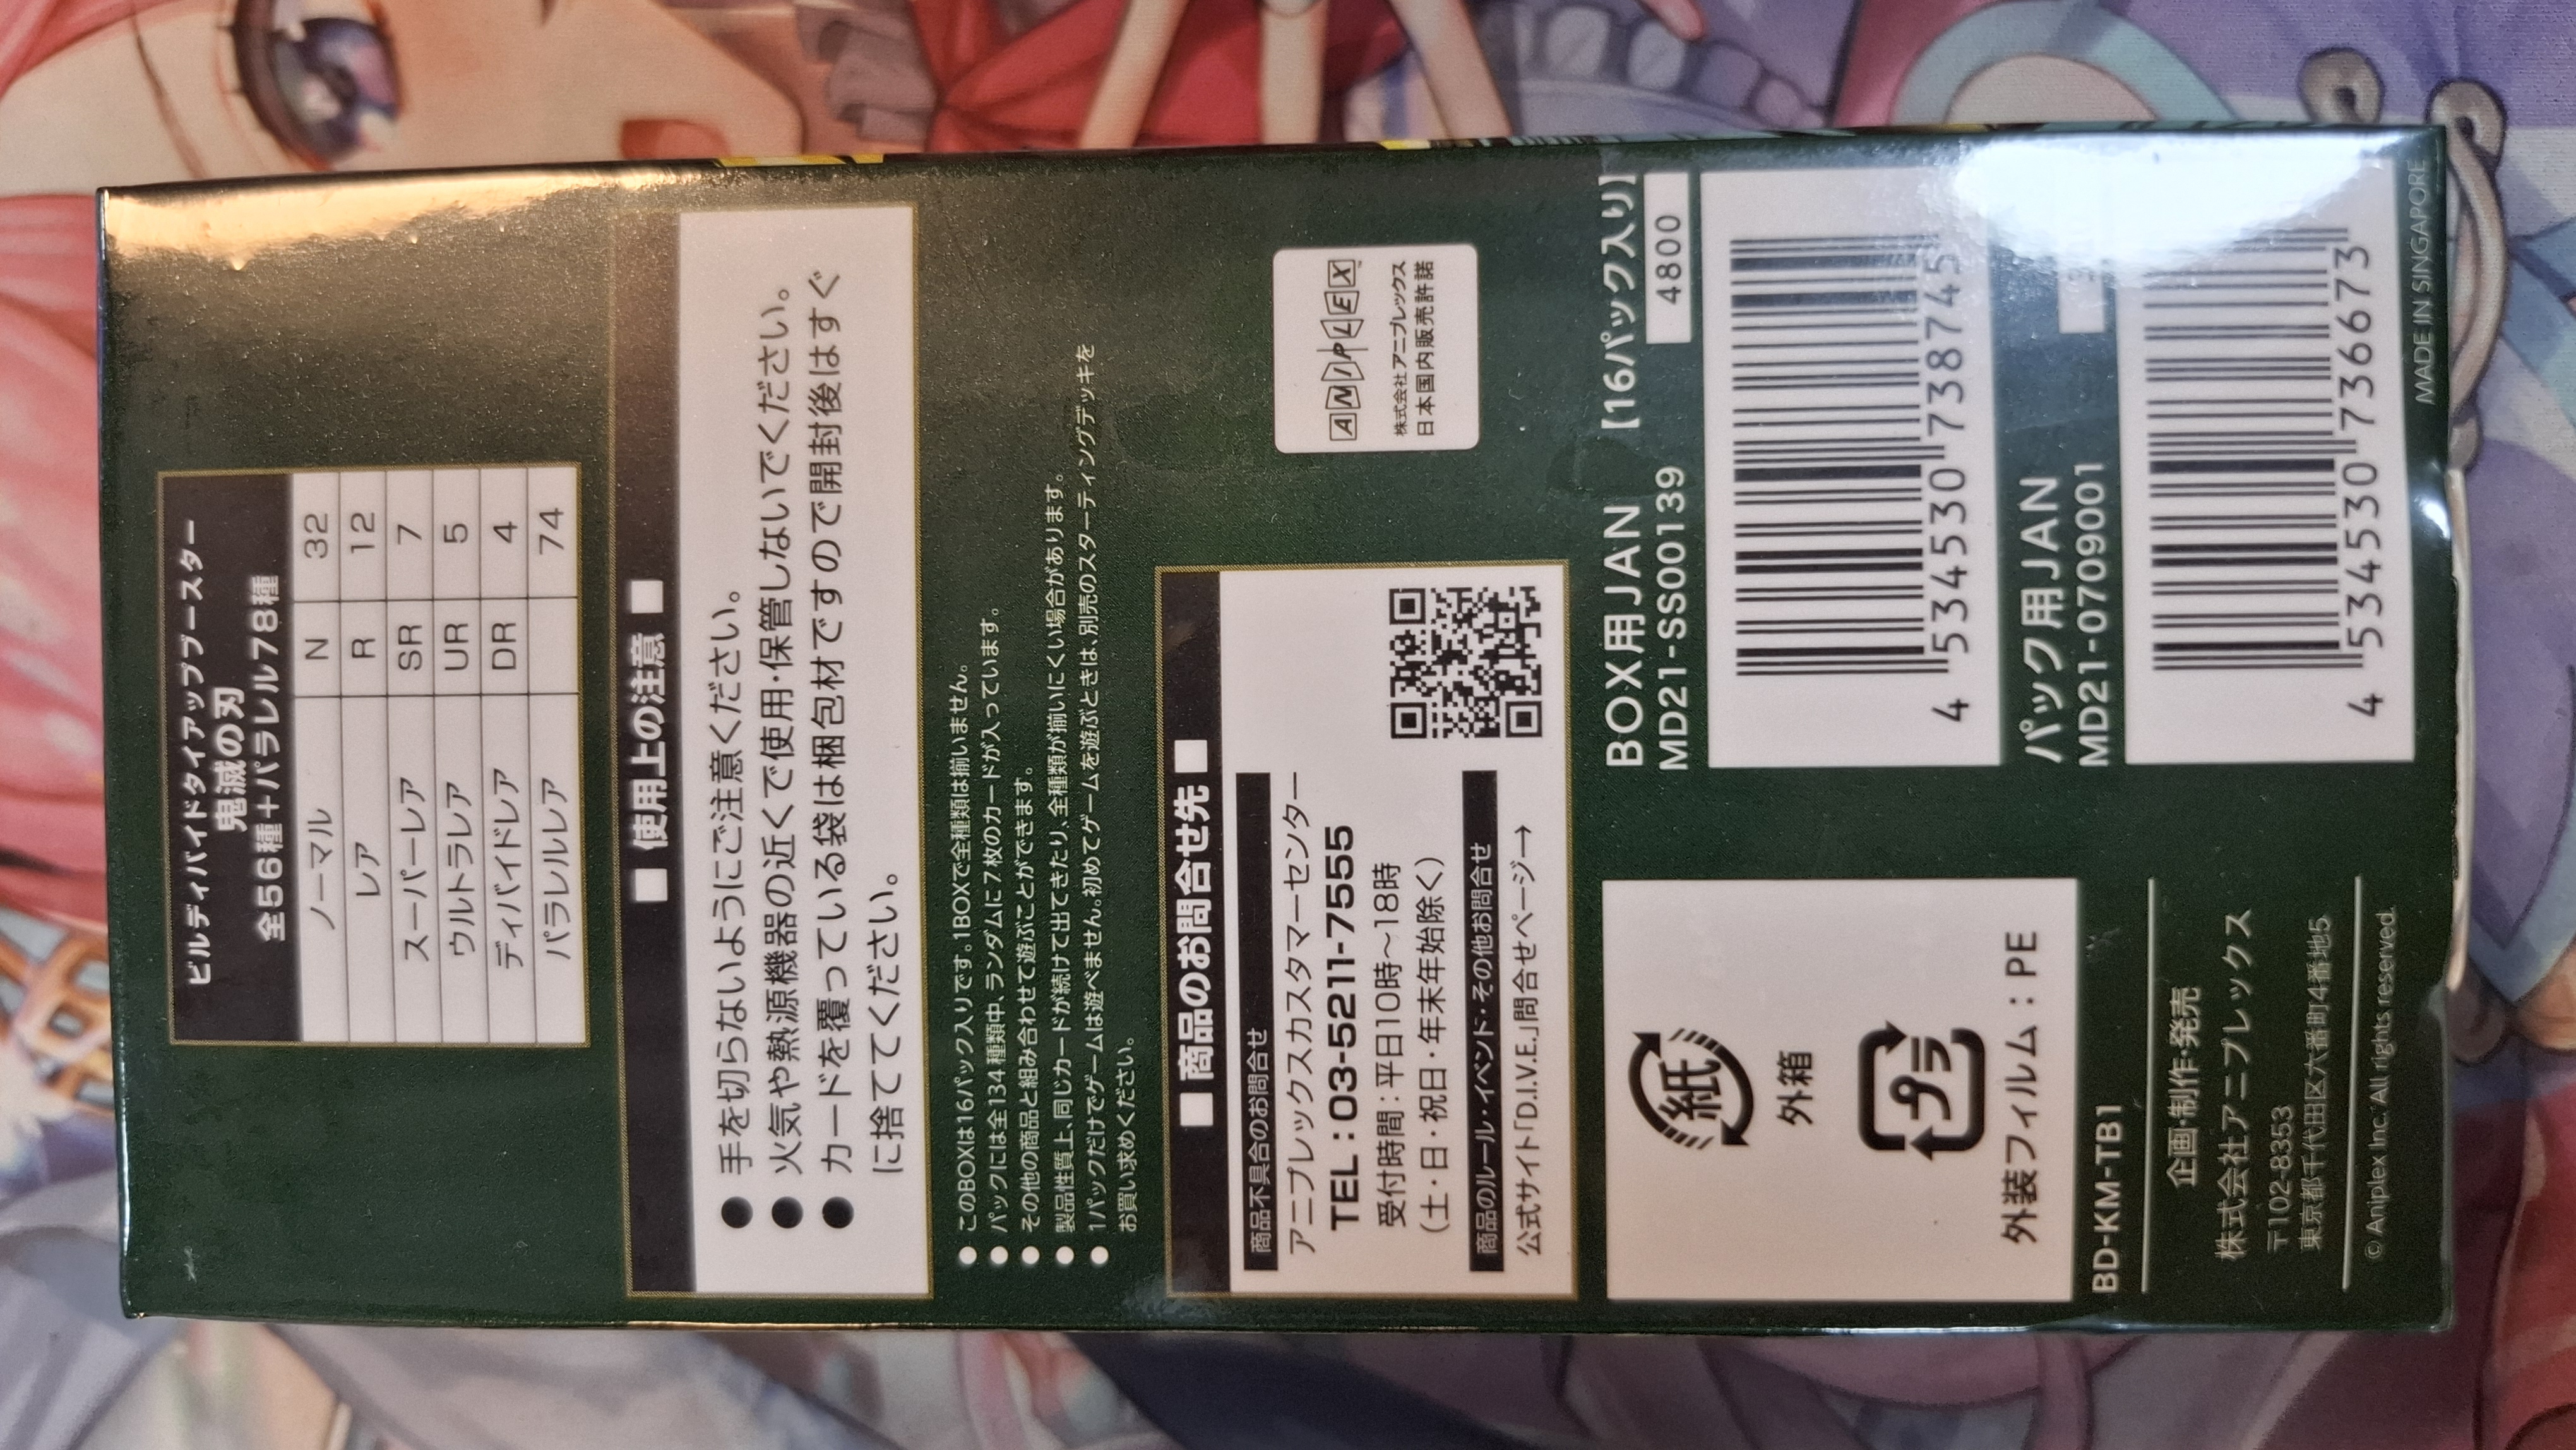 ビルディバイドタイアップブースター
鬼滅の刃
全56種＋パラレル78種
ノーマル N 32
レア R 12
スーパーレア SR 7
ウルトラレア UR 5
ディバイドレア DR 4
パラレルレア 74
■ 使用上の注意 ■
● 手を切らないようにご注意ください。
● 火気や熱源機器の近くで使用・保管しないでください。
● カードを覆っている袋は梱包材ですので開封後はすぐ
に捨ててください。
● このBOXは16パック入りです。1BOXで全種類は揃いません。
● パックには全134種類中、ランダムに7枚のカードが入っています。
● その他の商品と組み合わせて遊ぶことができます。
● 製品性質上、同じカードが続けて出てきたり、全種類が揃いにくい場合があります。
● 1パックだけでゲームは遊べません。初めてゲームを遊ぶときは、別売のスターティングデッキを
お買い求めください。
■ 商品のお問合せ先 ■
商品不具合のお問合せ
アニプレックスカスタマーセンター
TEL：03-5211-7555
受付時間：平日10時〜18時
（土・日・祝日・年末年始除く）
商品のルール・イベント・その他お問合せ
公式サイト「D.I.V.E.」問合せページ→
ANIPLEX
株式会社アニプレックス
日本国内販売許諾
紙
外箱
プラ
外装フィルム：PE
BD-KM-TB1
企画・制作・発売
株式会社アニプレックス
〒102-8353
東京都千代田区六番町4番地5
© Aniplex Inc. All rights reserved.
BOX用JAN 【16パック入り】
MD21-SS00139 4800
4 534530 738745
パック用JAN
MD21-0709001
4 534530 736673
MADE IN SINGAPORE